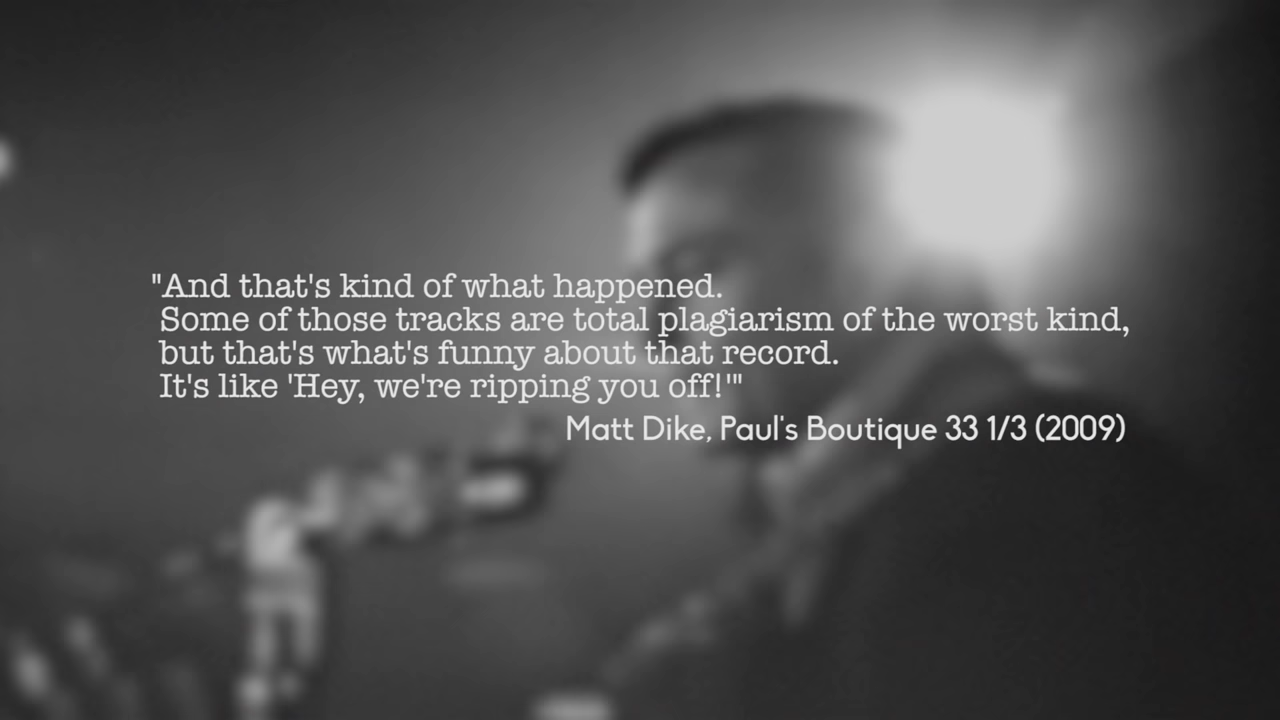 "And that's kind of what happened.
Some of those tracks are total plagiarism of the worst kind,
but that's what's funny about that record.
It's like 'Hey, we're ripping you off!'"
Matt Dike, Paul's Boutique 33 1/3 (2009)